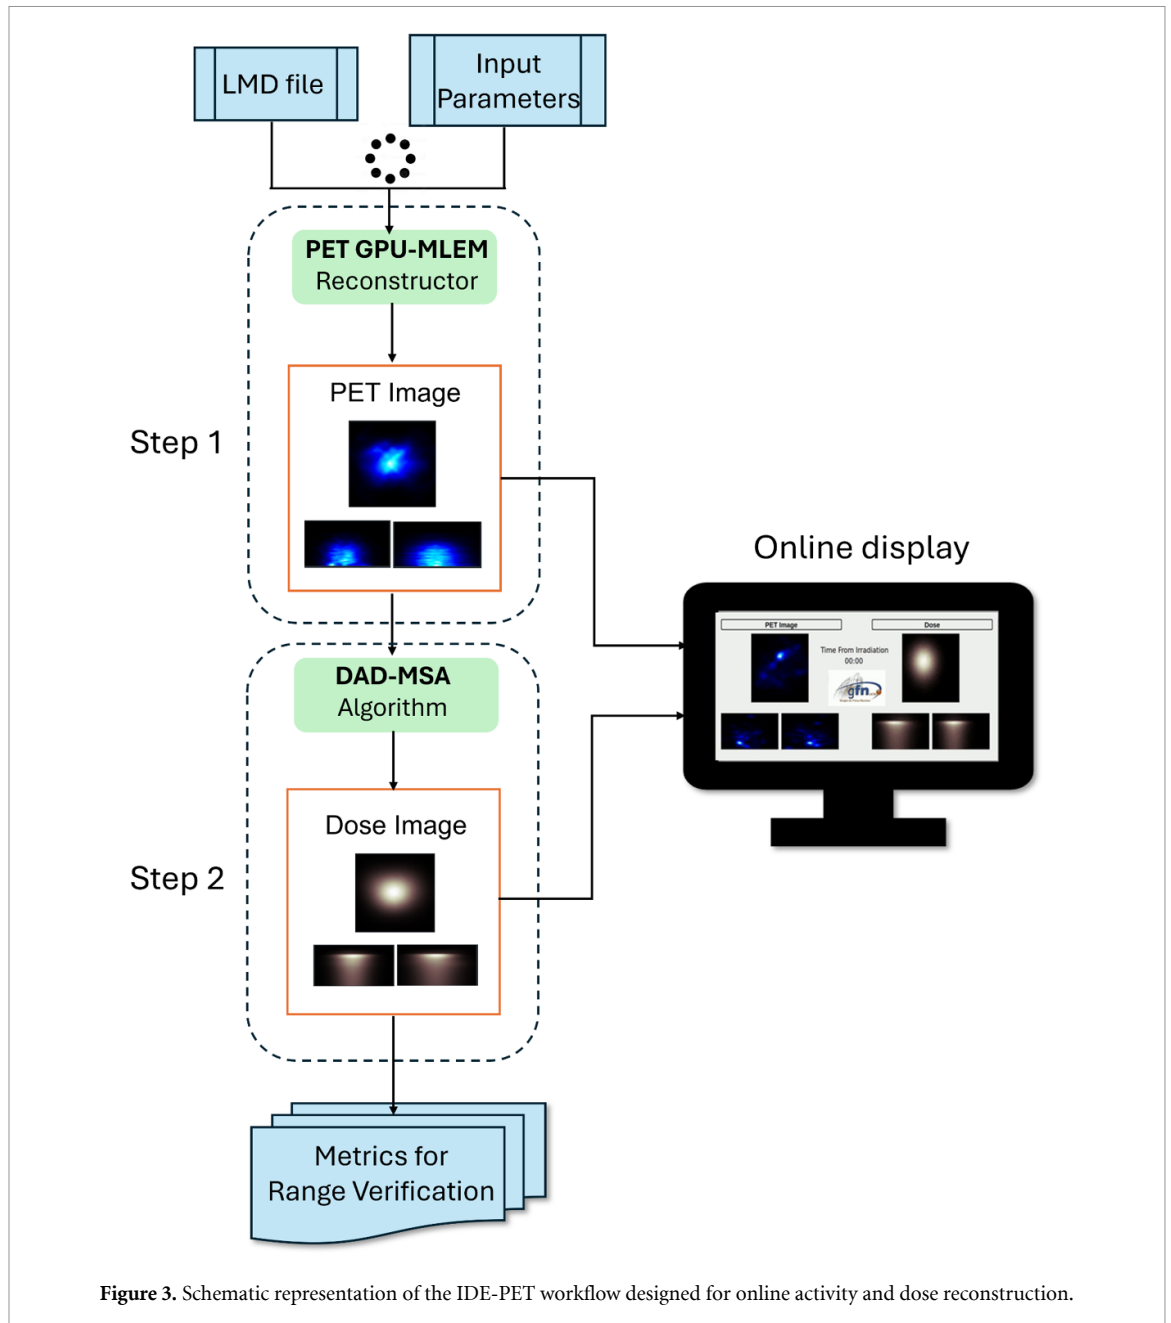 LMD file
Input
Parameters
PET GPU-MLEM
Reconstructor
PET Image
Step 1
Online display
PET Image
Dose
Time From Irradiation
00:00
gfn
DAD-MSA
Algorithm
Dose Image
Step 2
Metrics for
Range Verification
Figure 3. Schematic representation of the IDE-PET workflow designed for online activity and dose reconstruction.